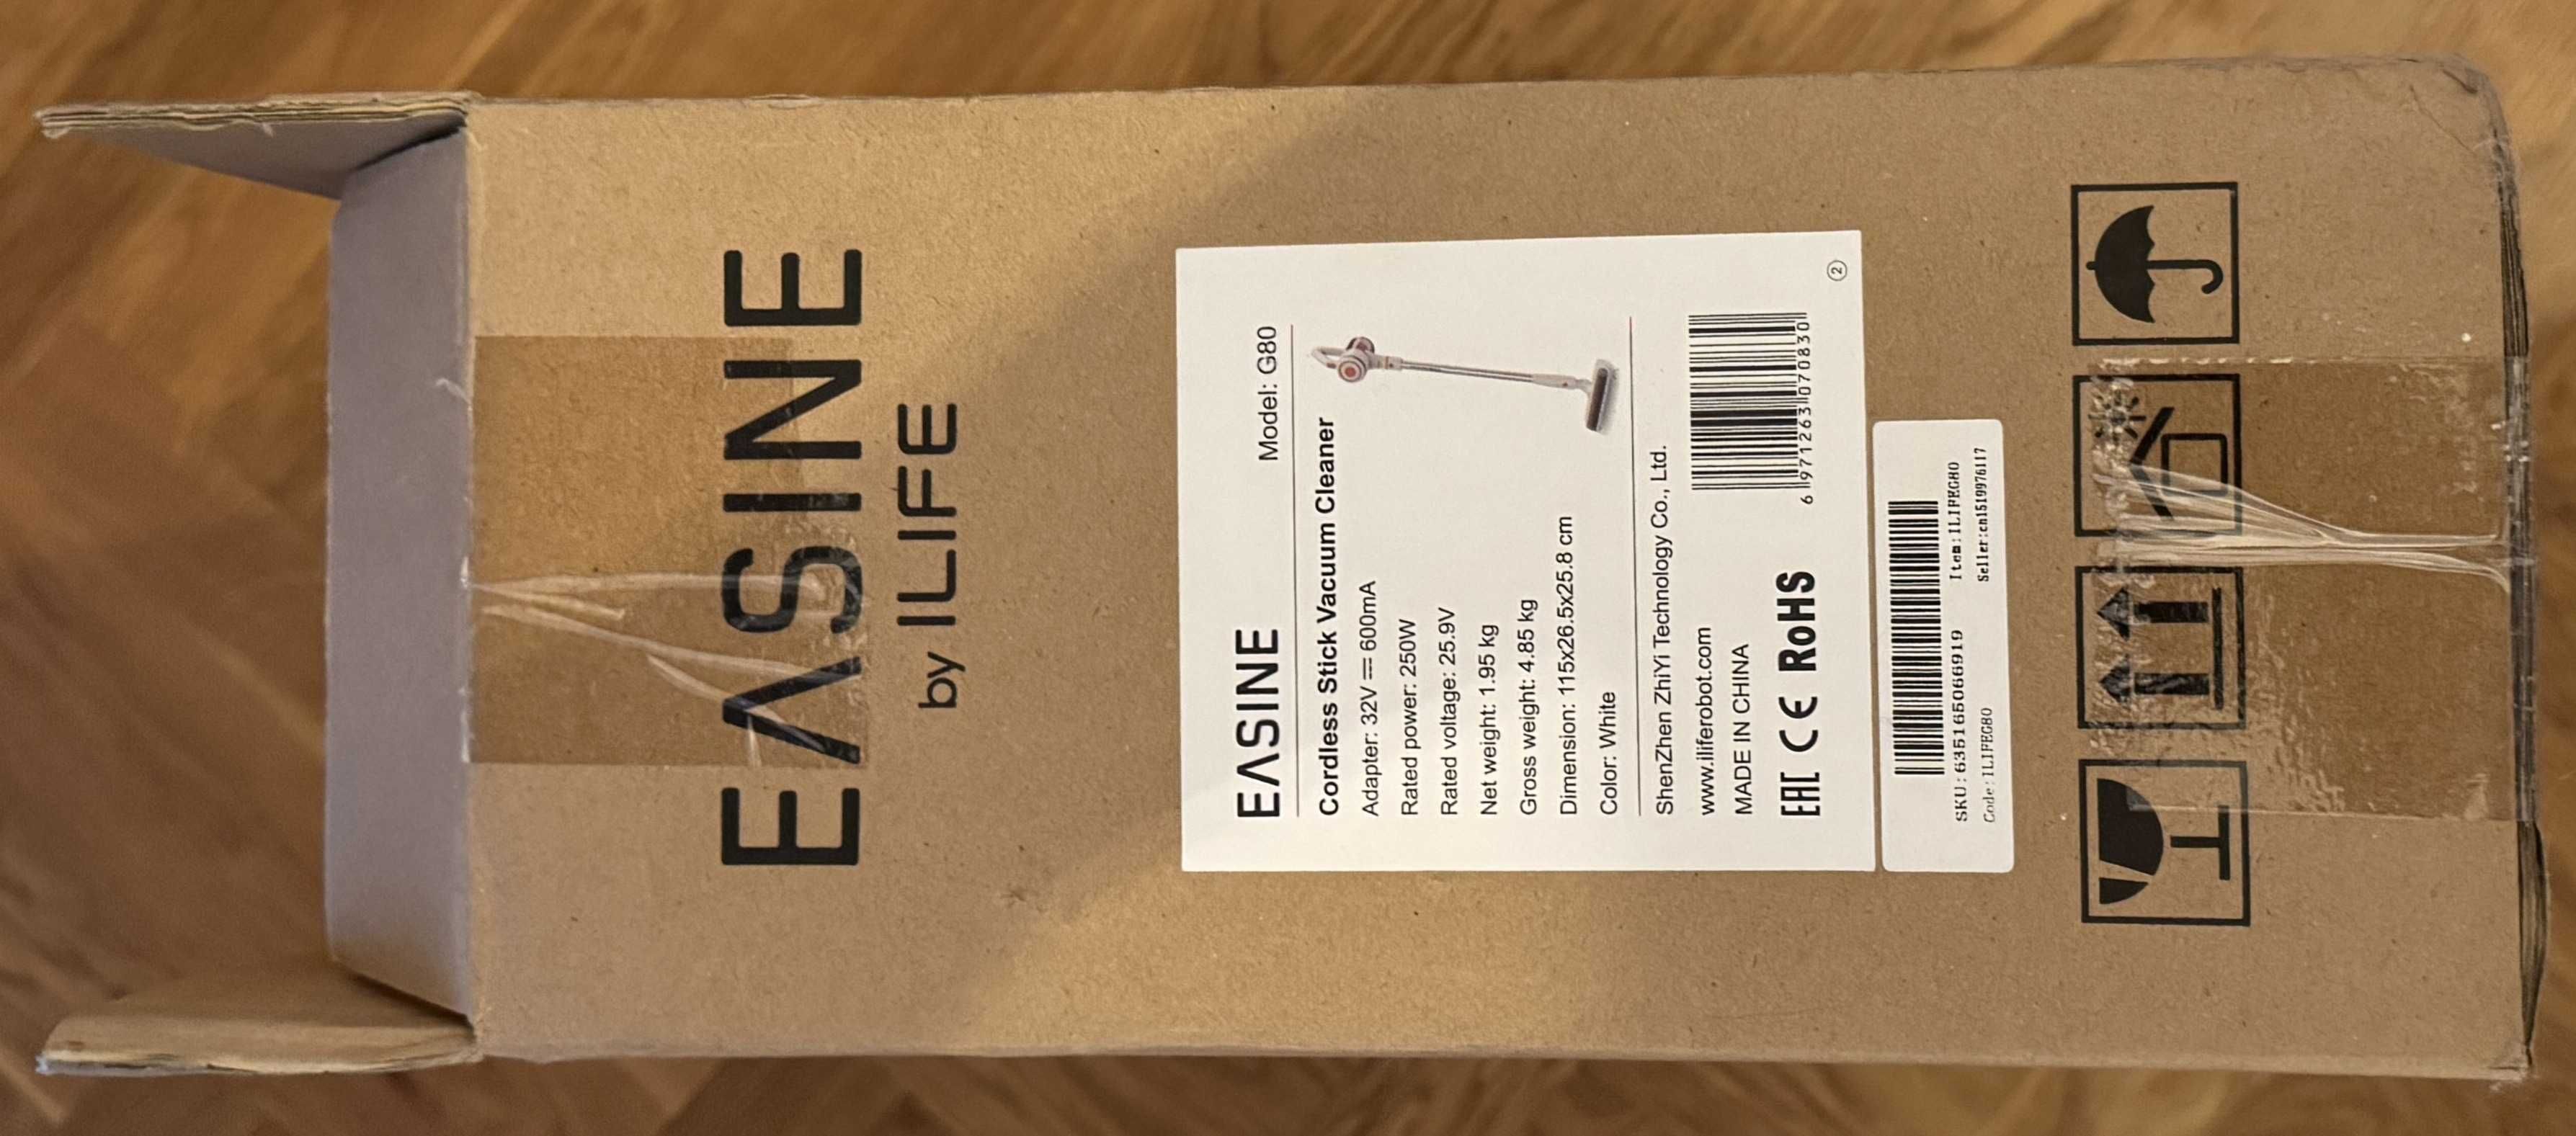 EASINE
by ILIFE
EASINE Model: G80
Cordless Stick Vacuum Cleaner
Adapter: 32V ⎓ 600mA
Rated power: 250W
Rated voltage: 25.9V
Net weight: 1.95 kg
Gross weight: 4.85 kg
Dimension: 115x26.5x25.8 cm
Color: White
ShenZhen ZhiYi Technology Co., Ltd.
www.iliferobot.com
MADE IN CHINA
EAC CE RoHS
6 971263 070830
②
SKU: 635165066919 Item: ILIFEG80
Code: ILIFEG80 Seller:cn1519976117